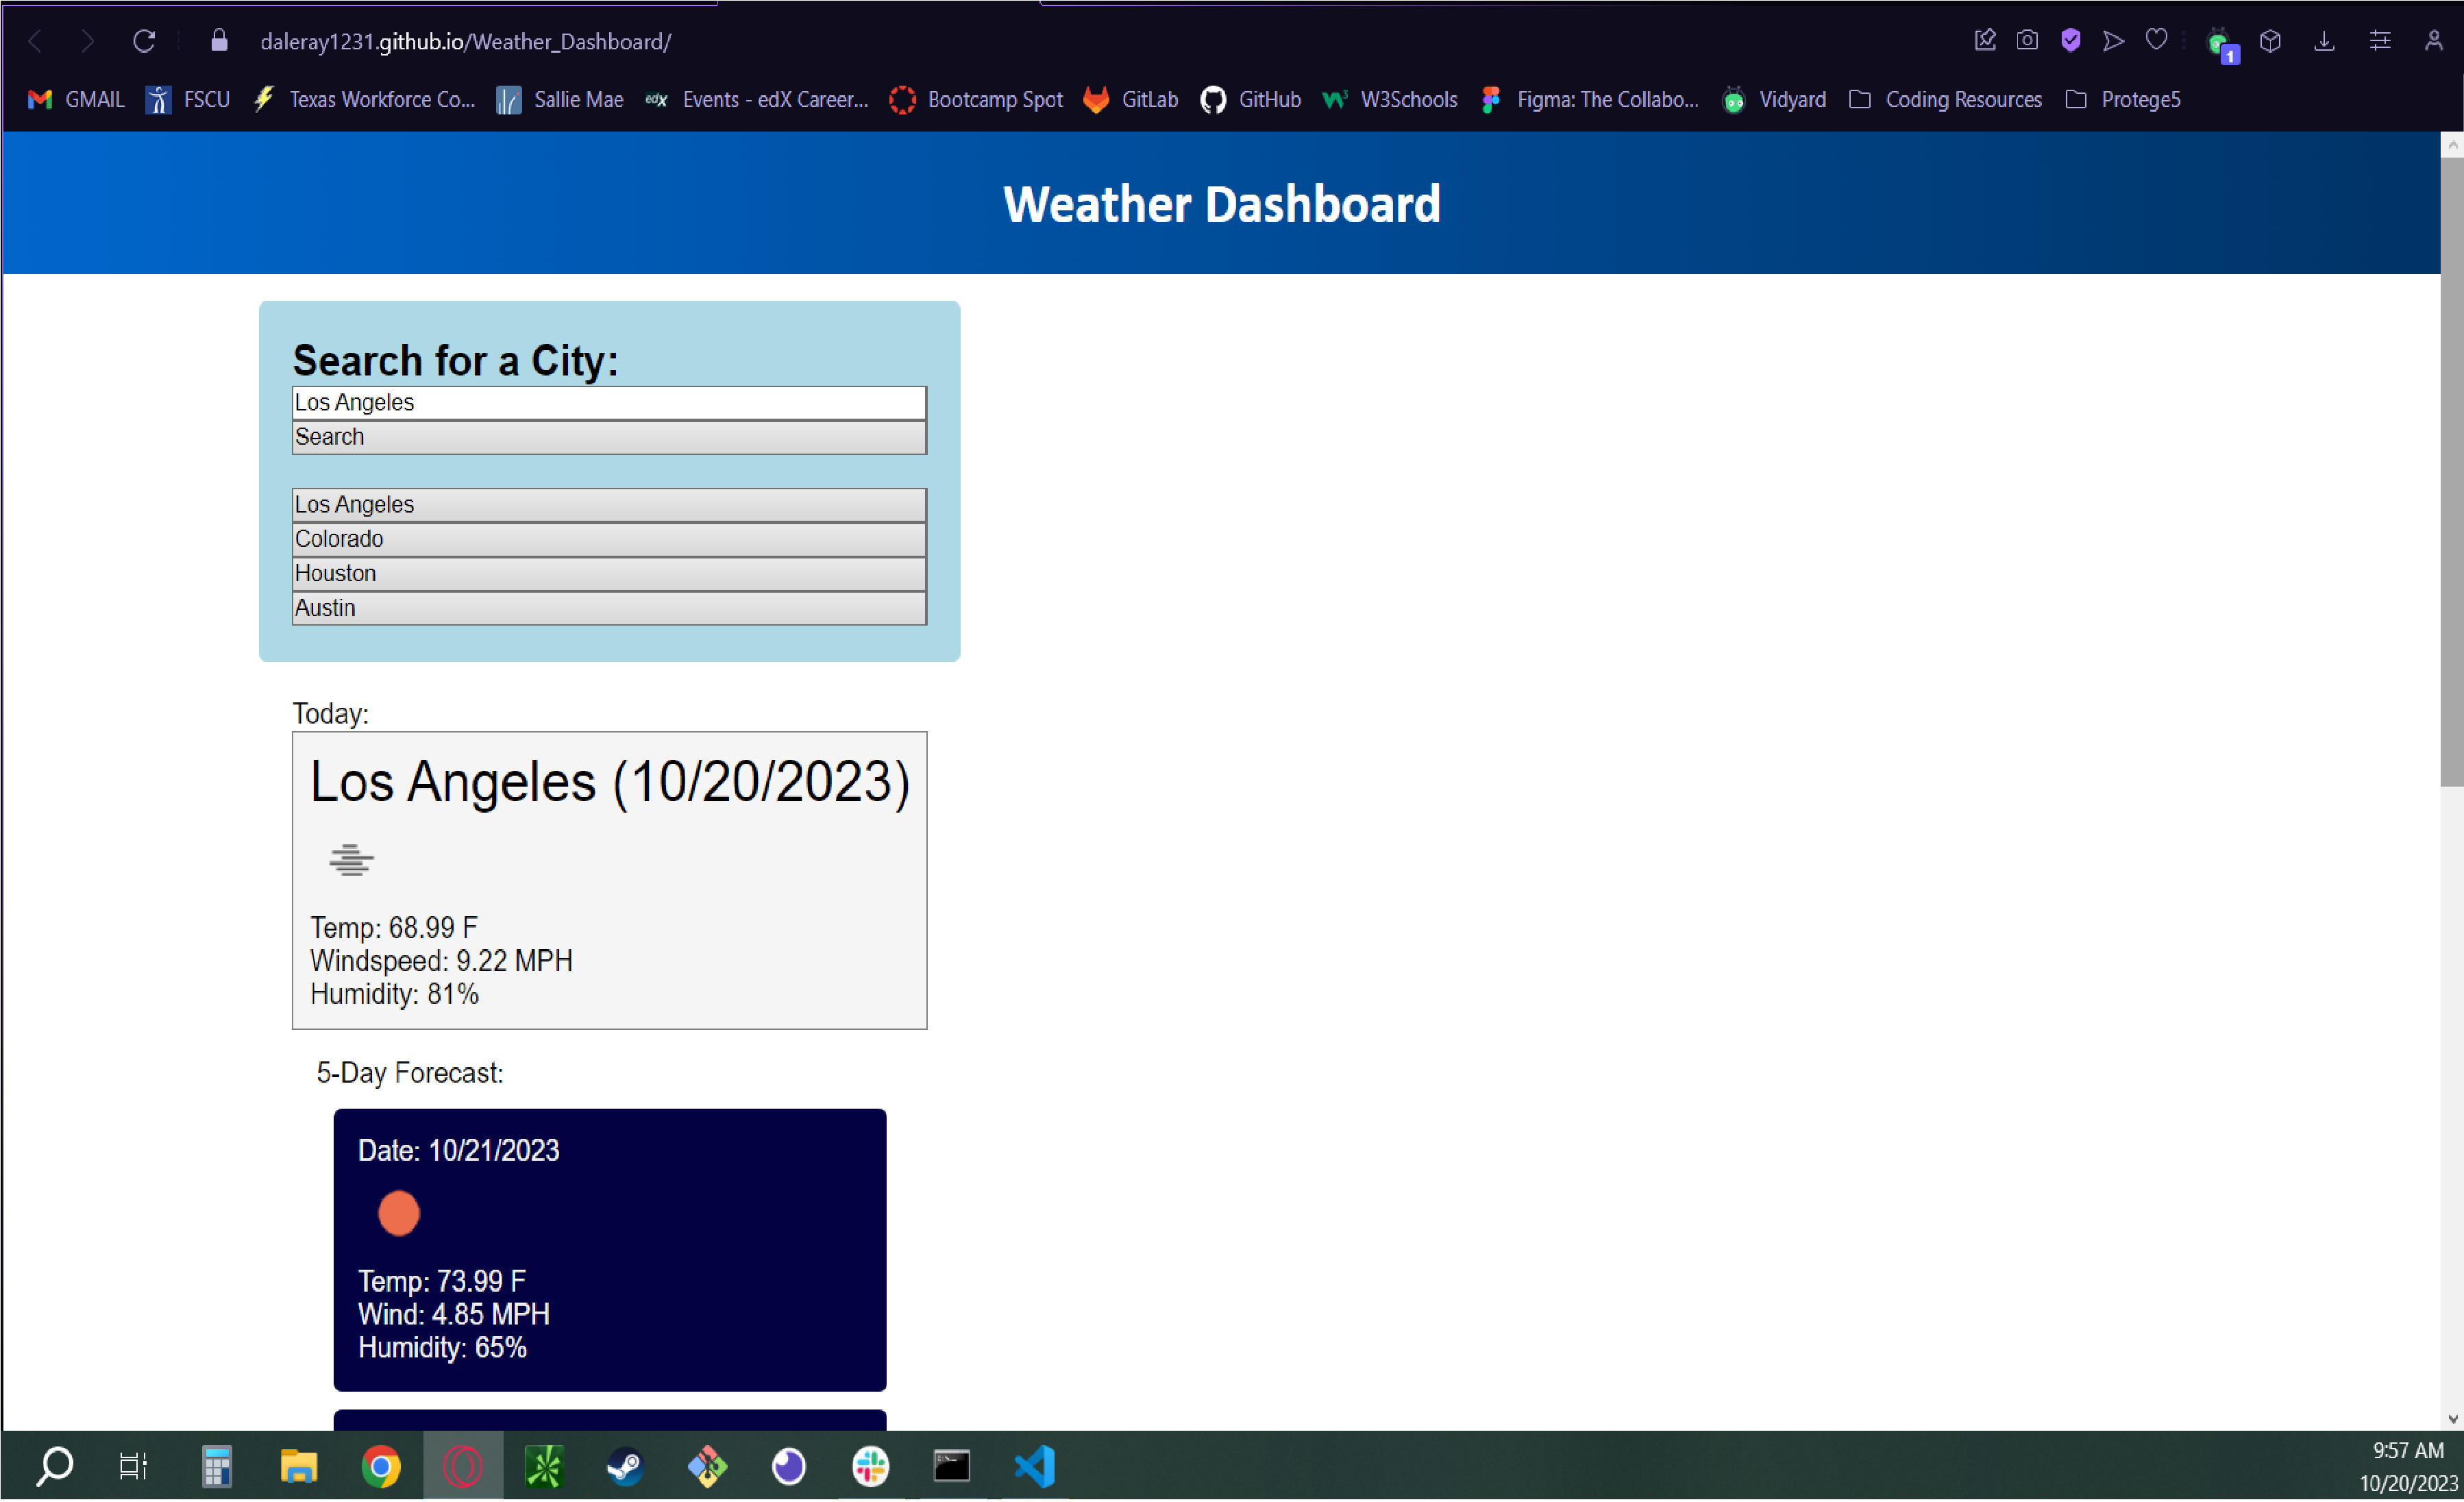 daleray1231.github.io/Weather_Dashboard/
1
GMAIL FSCU Texas Workforce Co... Sallie Mae edX Events - edX Career... Bootcamp Spot GitLab GitHub W3Schools Figma: The Collabo... Vidyard Coding Resources Protege5
Weather Dashboard
Search for a City:
Los Angeles
Search
Los Angeles
Colorado
Houston
Austin
Today:
Los Angeles (10/20/2023)
Temp: 68.99 F
Windspeed: 9.22 MPH
Humidity: 81%
5-Day Forecast:
Date: 10/21/2023
Temp: 73.99 F
Wind: 4.85 MPH
Humidity: 65%
9:57 AM
10/20/2023